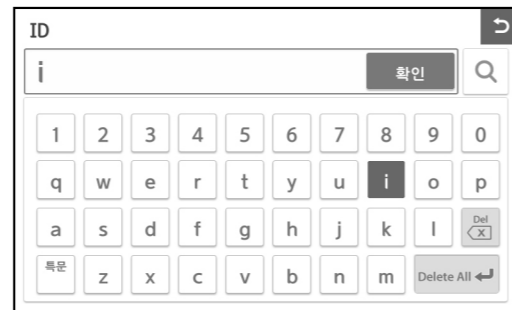 ID
i 확인
1 2 3 4 5 6 7 8 9 0
q w e r t y u i o p
a s d f g h j k l Del
특문 z x c v b n m Delete All